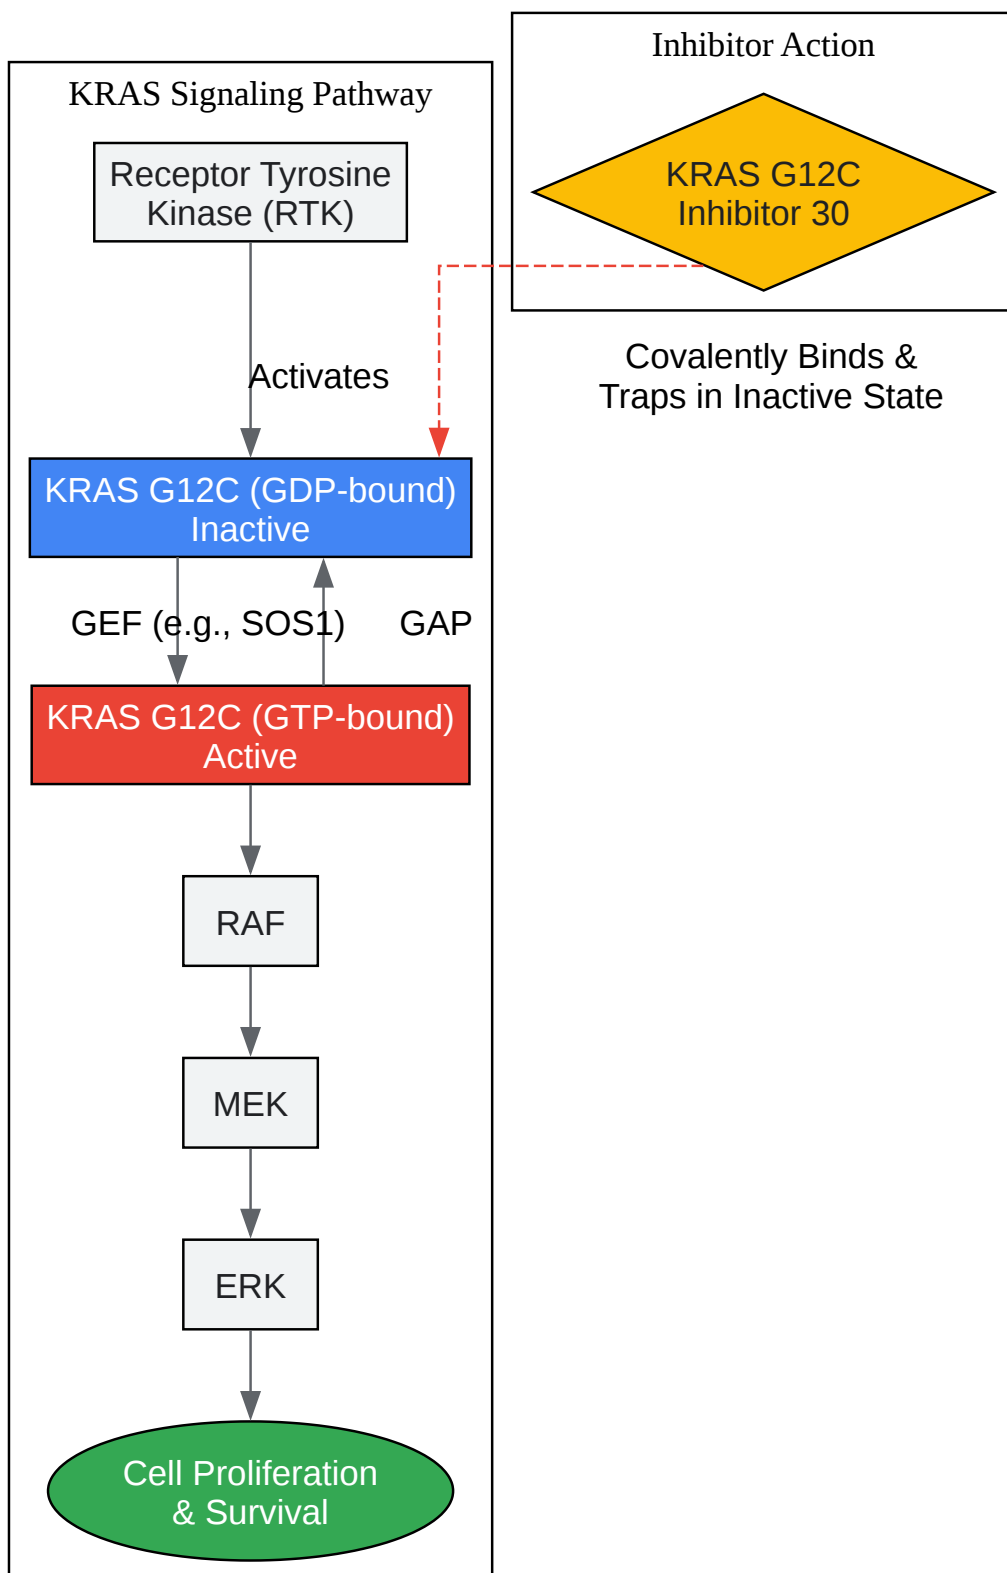 Inhibitor Action
KRAS G12C
Inhibitor 30
Covalently Binds &
Traps in Inactive State
KRAS Signaling Pathway
Receptor Tyrosine
Kinase (RTK)
Activates
KRAS G12C (GDP-bound)
Inactive
GEF (e.g., SOS1)
GAP
KRAS G12C (GTP-bound)
Active
RAF
MEK
ERK
Cell Proliferation
& Survival